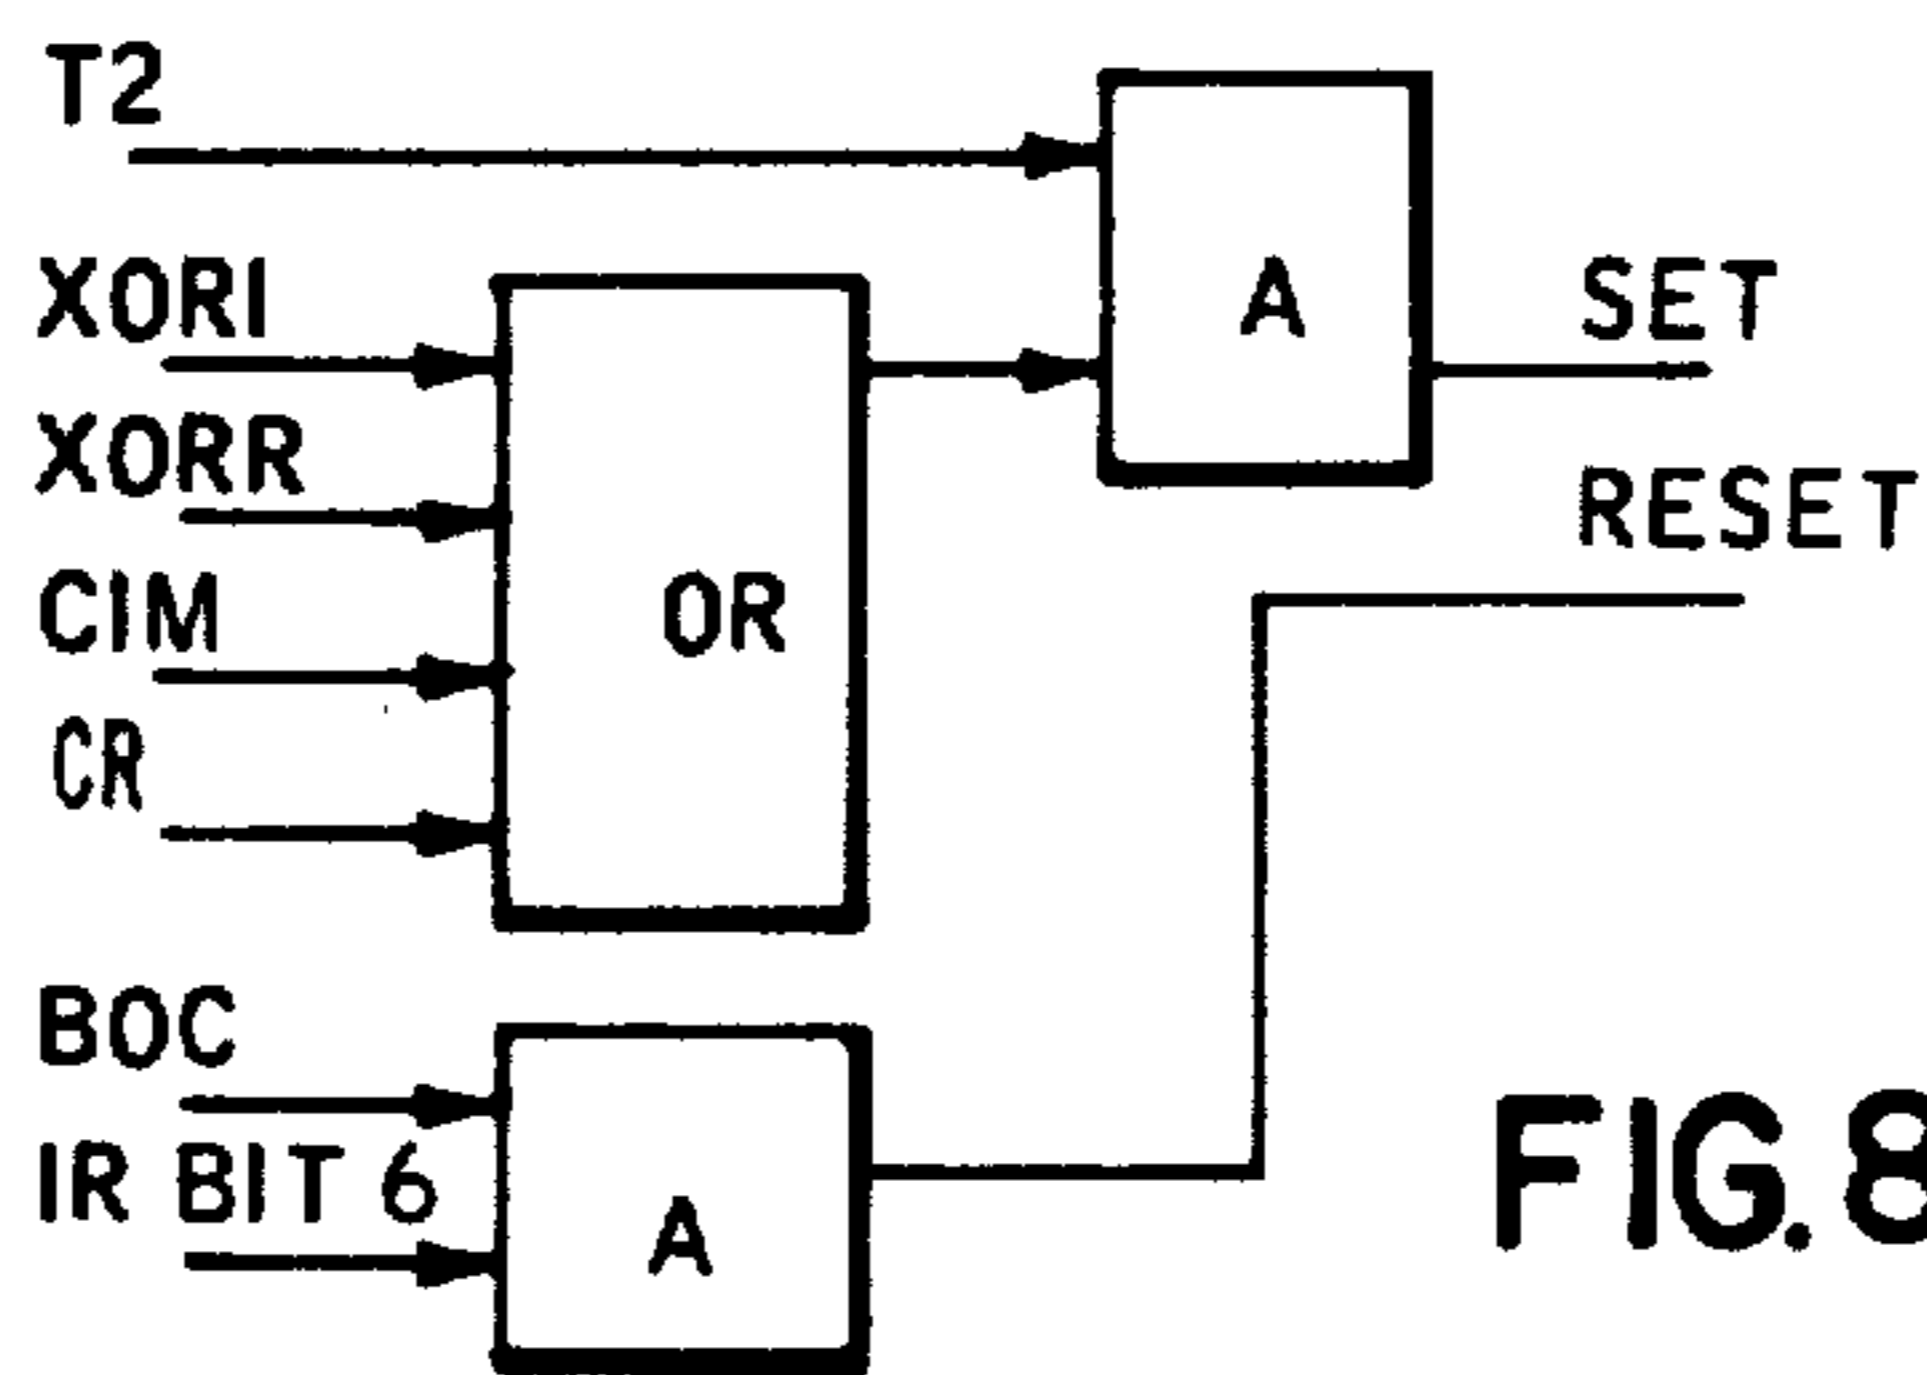 T2
A
XORI
SET
XORR
RESET
CIM
OR
CR
BOC
IR BIT 6
A
FIG.8